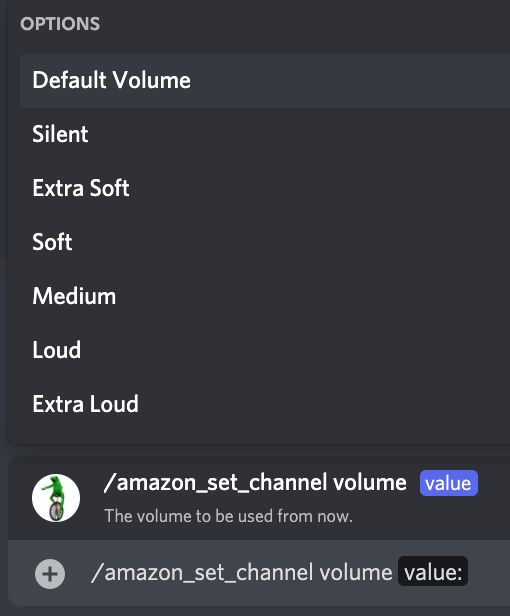 OPTIONS
Default Volume
Silent
Extra Soft
Soft
Medium
Loud
Extra Loud
/amazon_set_channel volume value
The volume to be used from now.
/amazon_set_channel volume value: